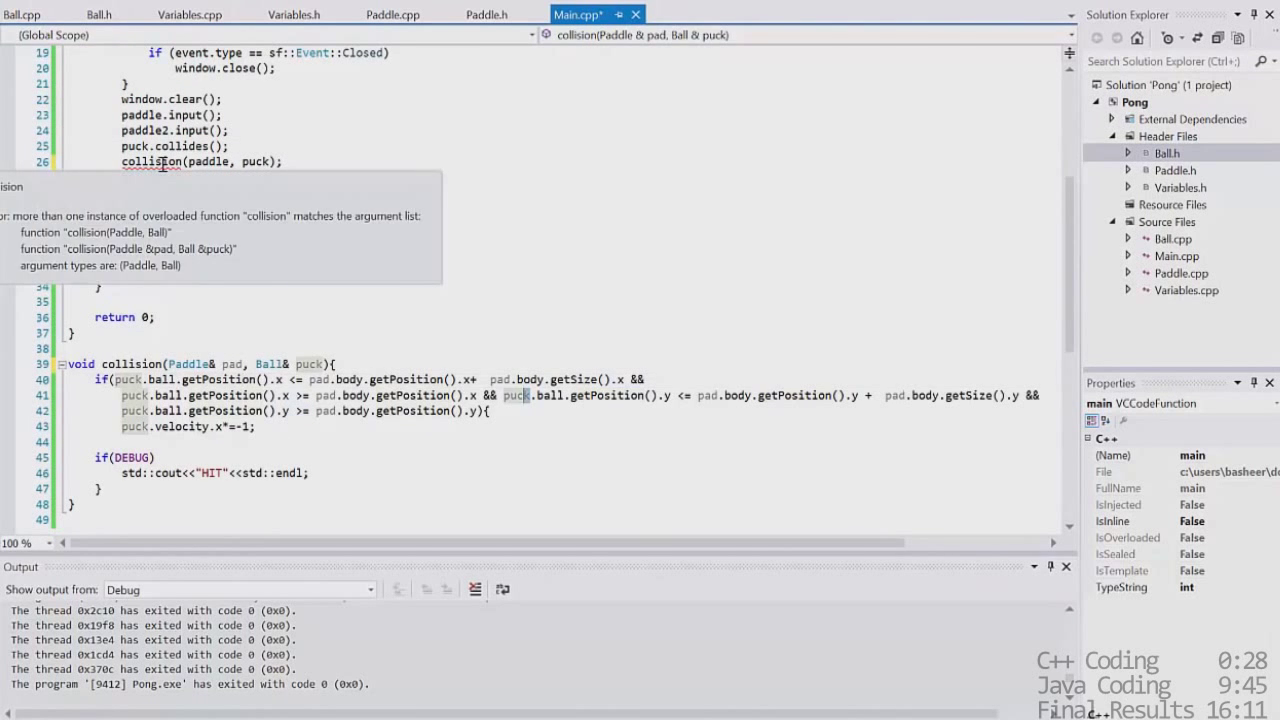 Ball.cpp Ball.h Variables.cpp Variables.h Paddle.cpp Paddle.h Main.cpp*
(Global Scope) collision(Paddle & pad, Ball & puck)
19 if (event.type == sf::Event::Closed)
20 window.close();
21 }
22 window.clear();
23 paddle.input();
24 paddle2.input();
25 puck.collides();
26 collision(paddle, puck);
ision
or: more than one instance of overloaded function "collision" matches the argument list:
function "collision(Paddle, Ball)"
function "collision(Paddle &pad, Ball &puck)"
argument types are: (Paddle, Ball)
34 }
35
36 return 0;
37 }
38
39 void collision(Paddle& pad, Ball& puck){
40 if(puck.ball.getPosition().x <= pad.body.getPosition().x+ pad.body.getSize().x &&
41 puck.ball.getPosition().x >= pad.body.getPosition().x && puck.ball.getPosition().y <= pad.body.getPosition().y + pad.body.getSize().y &&
42 puck.ball.getPosition().y >= pad.body.getPosition().y){
43 puck.velocity.x*=-1;
44
45 if(DEBUG)
46 std::cout<<"HIT"<<std::endl;
47 }
48 }
49
100 %
Output
Show output from: Debug
The thread 0x2c10 has exited with code 0 (0x0).
The thread 0x19f8 has exited with code 0 (0x0).
The thread 0x13e4 has exited with code 0 (0x0).
The thread 0x1cd4 has exited with code 0 (0x0).
The thread 0x370c has exited with code 0 (0x0).
The program '[9412] Pong.exe' has exited with code 0 (0x0).
Solution Explorer
Search Solution Explorer (Ctrl+;)
Solution 'Pong' (1 project)
Pong
External Dependencies
Header Files
Ball.h
Paddle.h
Variables.h
Resource Files
Source Files
Ball.cpp
Main.cpp
Paddle.cpp
Variables.cpp
Properties
main VCCodeFunction
C++
(Name) main
File c:\users\basheer\do
FullName main
IsInjected False
IsInline False
IsOverloaded False
IsSealed False
IsTemplate False
TypeString int
C++ Coding 0:28
Java Coding 9:45
Final Results 16:11
C++